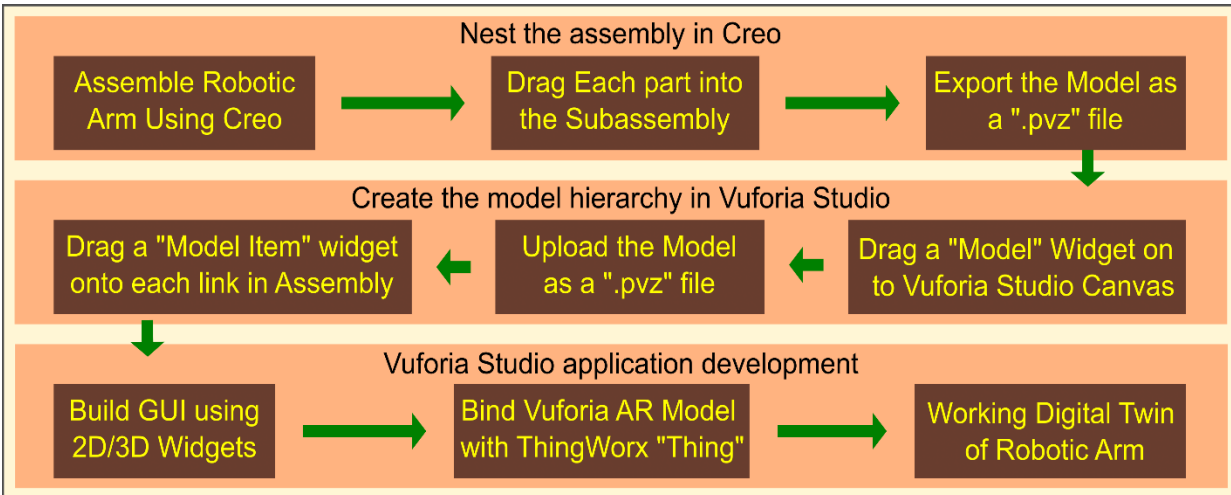 Nest the assembly in Creo
Assemble Robotic
Arm Using Creo
Drag Each part into
the Subassembly
Export the Model as
a ".pvz" file
Create the model hierarchy in Vuforia Studio
Drag a "Model Item" widget
onto each link in Assembly
Upload the Model
as a ".pvz" file
Drag a "Model" Widget on
to Vuforia Studio Canvas
Vuforia Studio application development
Build GUI using
2D/3D Widgets
Bind Vuforia AR Model
with ThingWorx "Thing"
Working Digital Twin
of Robotic Arm